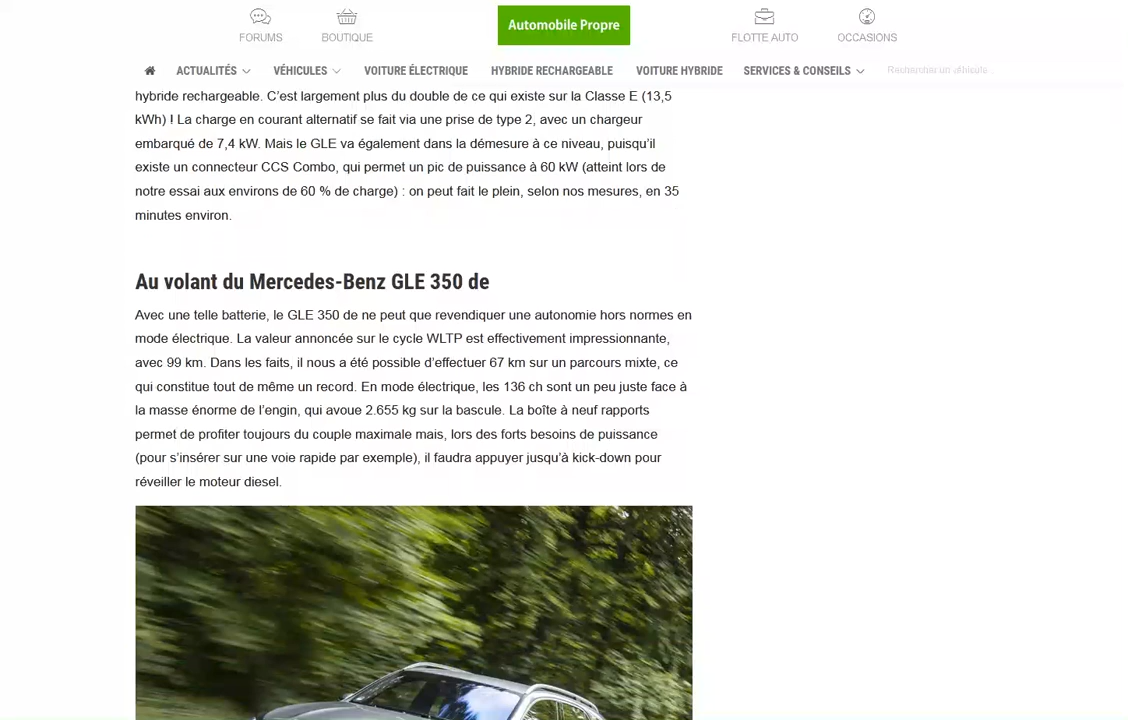 FORUMS
BOUTIQUE
Automobile Propre
FLOTTE AUTO
OCCASIONS
ACTUALITÉS
VÉHICULES
VOITURE ÉLECTRIQUE
HYBRIDE RECHARGEABLE
VOITURE HYBRIDE
SERVICES & CONSEILS
Rechercher un véhicule...
hybride rechargeable. C’est largement plus du double de ce qui existe sur la Classe E (13,5
kWh) ! La charge en courant alternatif se fait via une prise de type 2, avec un chargeur
embarqué de 7,4 kW. Mais le GLE va également dans la démesure à ce niveau, puisqu’il
existe un connecteur CCS Combo, qui permet un pic de puissance à 60 kW (atteint lors de
notre essai aux environs de 60 % de charge) : on peut fait le plein, selon nos mesures, en 35
minutes environ.
Au volant du Mercedes-Benz GLE 350 de
Avec une telle batterie, le GLE 350 de ne peut que revendiquer une autonomie hors normes en
mode électrique. La valeur annoncée sur le cycle WLTP est effectivement impressionnante,
avec 99 km. Dans les faits, il nous a été possible d’effectuer 67 km sur un parcours mixte, ce
qui constitue tout de même un record. En mode électrique, les 136 ch sont un peu juste face à
la masse énorme de l’engin, qui avoue 2.655 kg sur la bascule. La boîte à neuf rapports
permet de profiter toujours du couple maximale mais, lors des forts besoins de puissance
(pour s’insérer sur une voie rapide par exemple), il faudra appuyer jusqu’à kick-down pour
réveiller le moteur diesel.